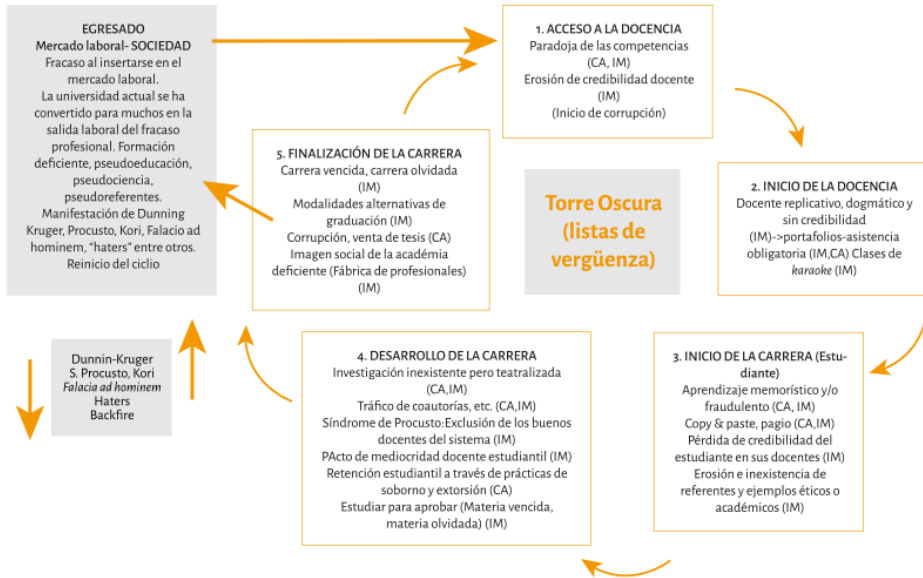 EGRESADO
Mercado laboral- SOCIEDAD
Fracaso al insertarse en el
mercado laboral.
La universidad actual se ha
convertido para muchos en la
salida laboral del fracaso
profesional. Formación
deficiente, pseudoeducación,
pseudociencia,
pseudoreferentes.
Manifestación de Dunning
Kruger, Procusto, Kori, Falacio ad
hominem, "haters" entre otros.
Reinicio del ciclio
1. ACCESO A LA DOCENCIA
Paradoja de las competencias
(CA, IM)
Erosión de credibilidad docente
(IM)
(Inicio de corrupción)
2. INICIO DE LA DOCENCIA
Docente replicativo, dogmático y
sin credibilidad
(IM)->portafolios-asistencia
obligatoria (IM,CA) Clases de
karaoke (IM)
3. INICIO DE LA CARRERA (Estu-
diante)
Aprendizaje memorístico y/o
fraudulento (CA, IM)
Copy & paste, pagio (CA,IM)
Pérdida de credibilidad del
estudiante en sus docentes (IM)
Erosión e inexistencia de
referentes y ejemplos éticos o
académicos (IM)
4. DESARROLLO DE LA CARRERA
Investigación inexistente pero teatralizada
(CA,IM)
Tráfico de coautorías, etc. (CA,IM)
Síndrome de Procusto:Exclusión de los buenos
docentes del sistema (IM)
PActo de mediocridad docente estudiantil (IM)
Retención estudiantil a través de prácticas de
soborno y extorsión (CA)
Estudiar para aprobar (Materia vencida,
materia olvidada) (IM)
5. FINALIZACIÓN DE LA CARRERA
Carrera vencida, carrera olvidada
(IM)
Modalidades alternativas de
graduación (IM)
Corrupción, venta de tesis (CA)
Imagen social de la académia
deficiente (Fábrica de profesionales)
(IM)
Torre Oscura
(listas de
vergüenza)
Dunnin-Kruger
S. Procusto, Kori
Falacia ad hominem
Haters
Backfire